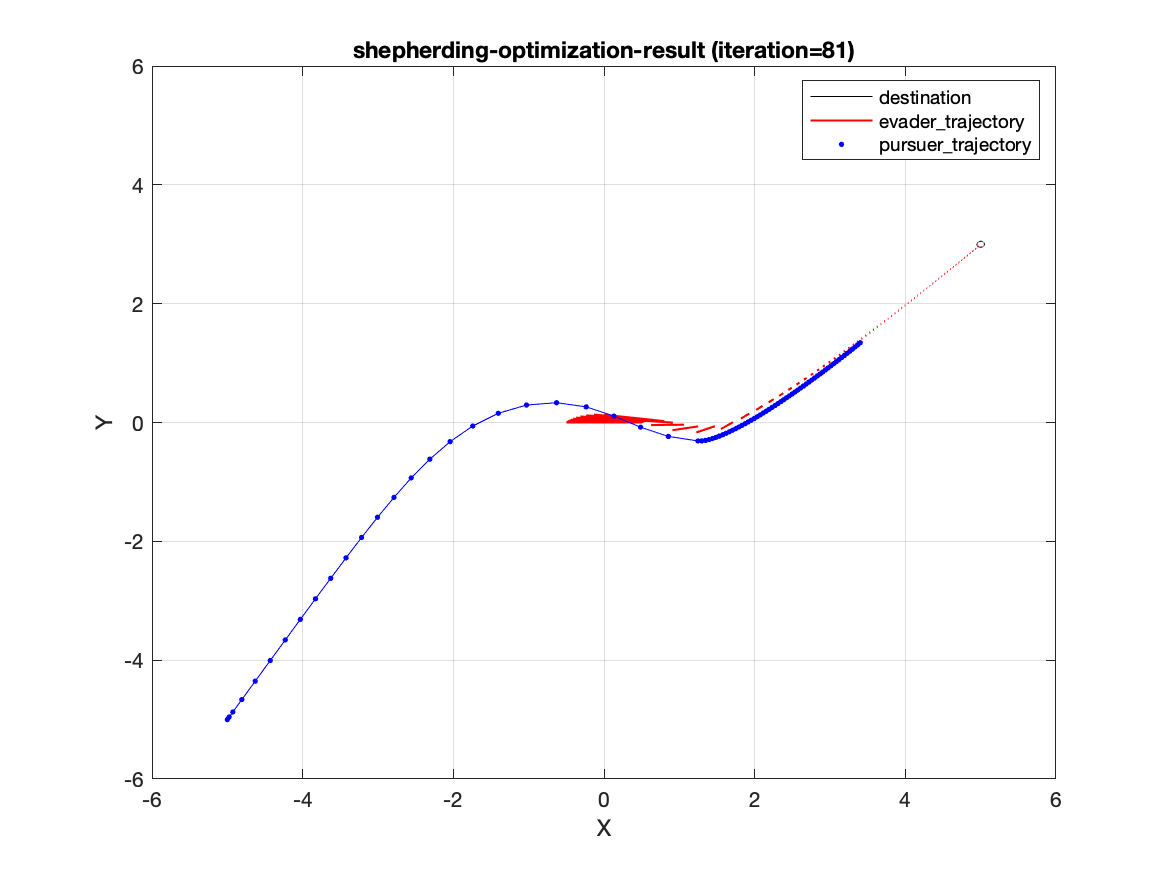 shepherding-optimization-result (iteration=81)
destination
evader_trajectory
pursuer_trajectory
6
4
2
0
-2
-4
-6
Y
-6
-4
-2
0
2
4
6
X